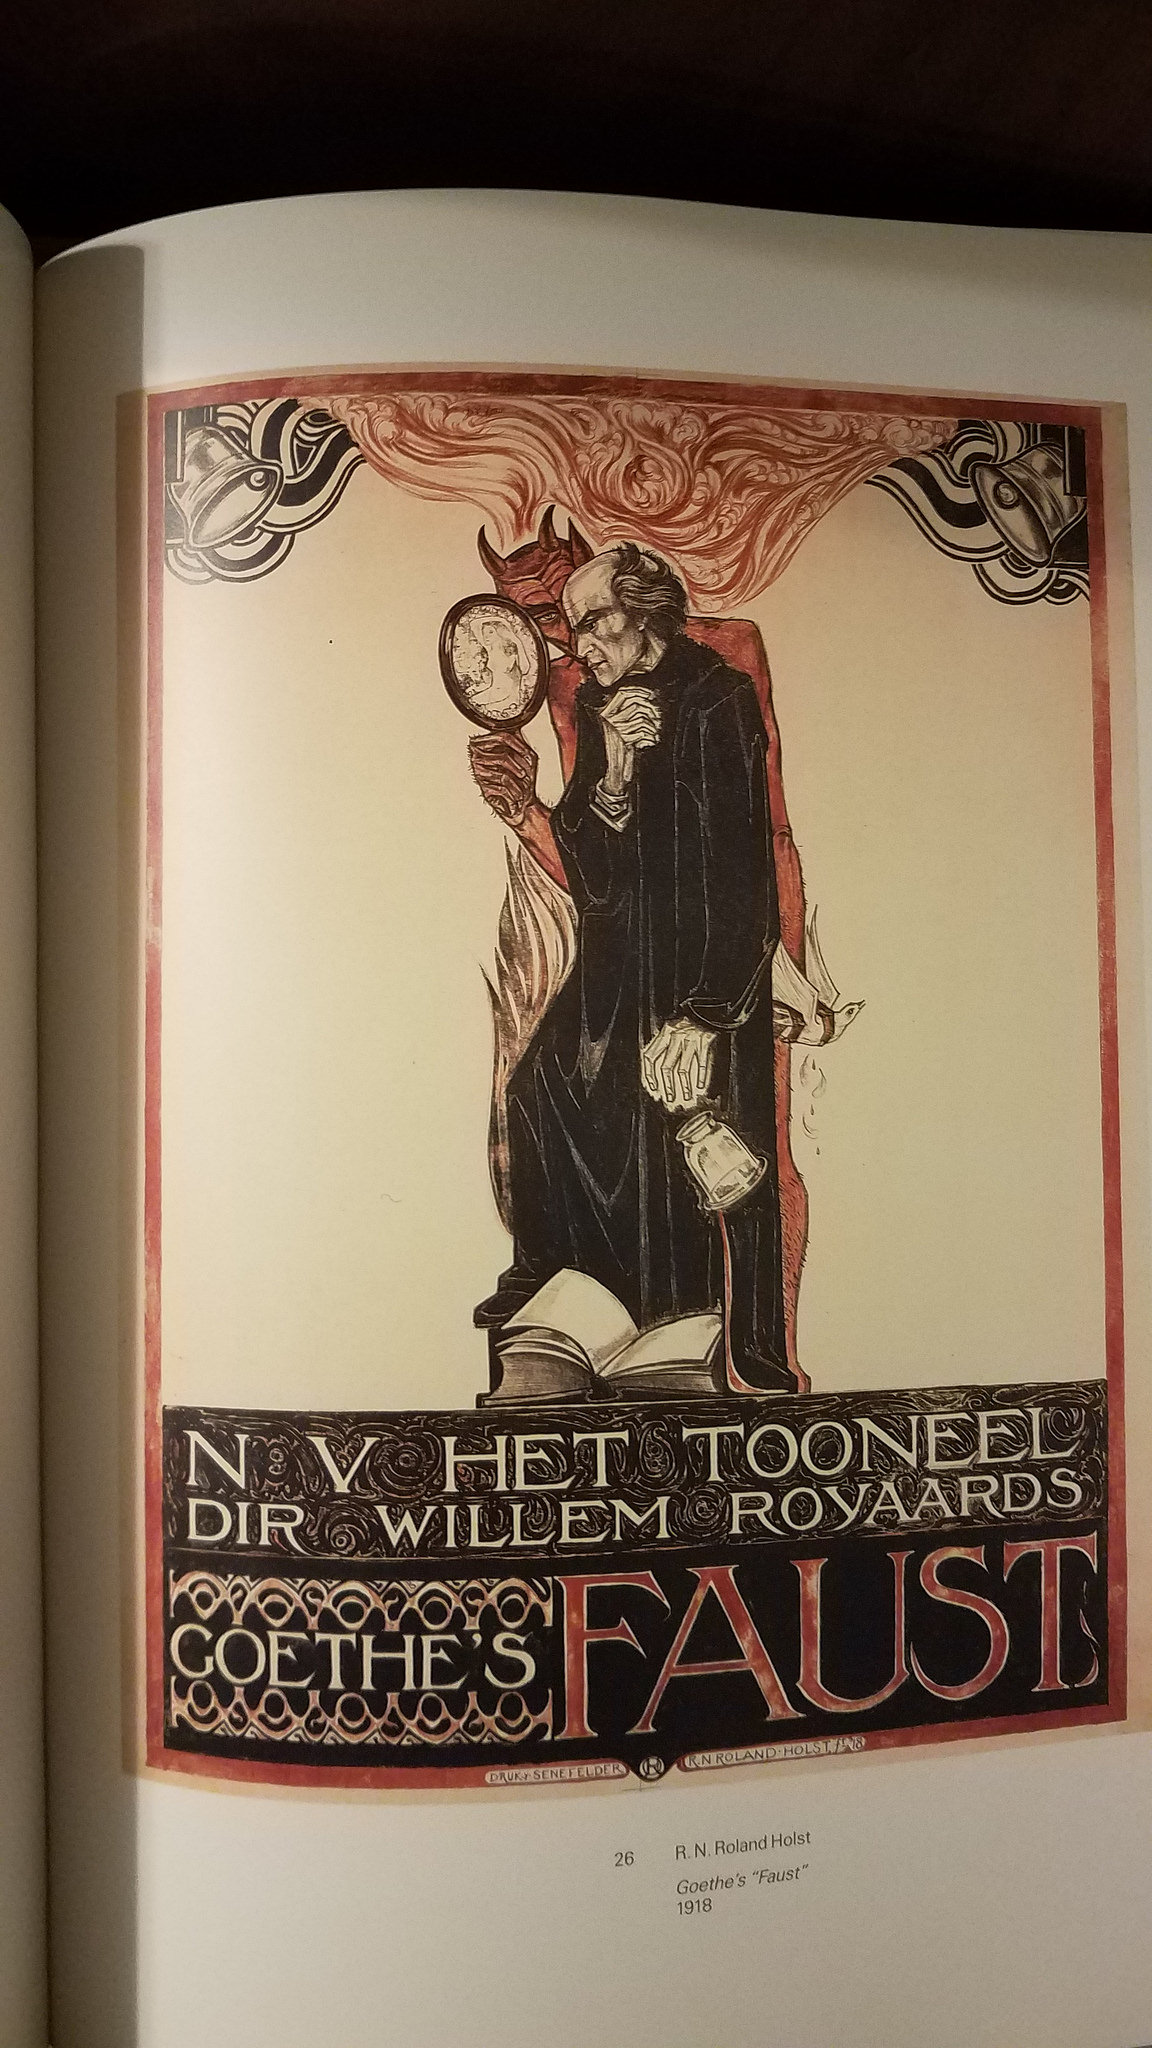 N V HET TOONEEL
DIR WILLEM ROYAARDS
GOETHE'S FAUST
DRUK SENEFELDER R.N ROLAND·HOLST
26 R. N. Roland Holst
Goethe's "Faust"
1918